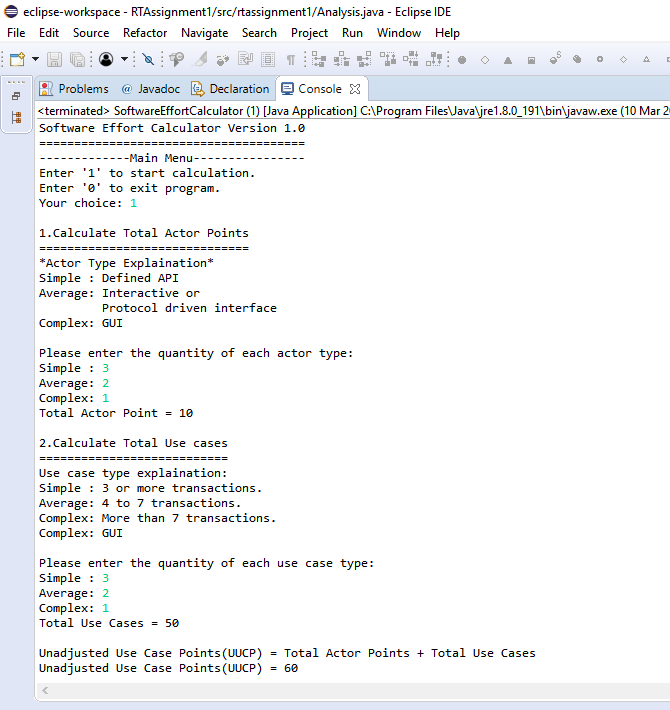 eclipse-workspace - RTAssignment1/src/rtassignment1/Analysis.java - Eclipse IDE
File Edit Source Refactor Navigate Search Project Run Window Help
Problems @ Javadoc Declaration Console
<terminated> SoftwareEffortCalculator (1) [Java Application] C:\Program Files\Java\jre1.8.0_191\bin\javaw.exe (10 Mar 2
Software Effort Calculator Version 1.0
======================================
-------------Main Menu----------------
Enter '1' to start calculation.
Enter '0' to exit program.
Your choice: 1
1.Calculate Total Actor Points
==============================
*Actor Type Explaination*
Simple : Defined API
Average: Interactive or
Protocol driven interface
Complex: GUI
Please enter the quantity of each actor type:
Simple : 3
Average: 2
Complex: 1
Total Actor Point = 10
2.Calculate Total Use cases
===========================
Use case type explaination:
Simple : 3 or more transactions.
Average: 4 to 7 transactions.
Complex: More than 7 transactions.
Complex: GUI
Please enter the quantity of each use case type:
Simple : 3
Average: 2
Complex: 1
Total Use Cases = 50
Unadjusted Use Case Points(UUCP) = Total Actor Points + Total Use Cases
Unadjusted Use Case Points(UUCP) = 60